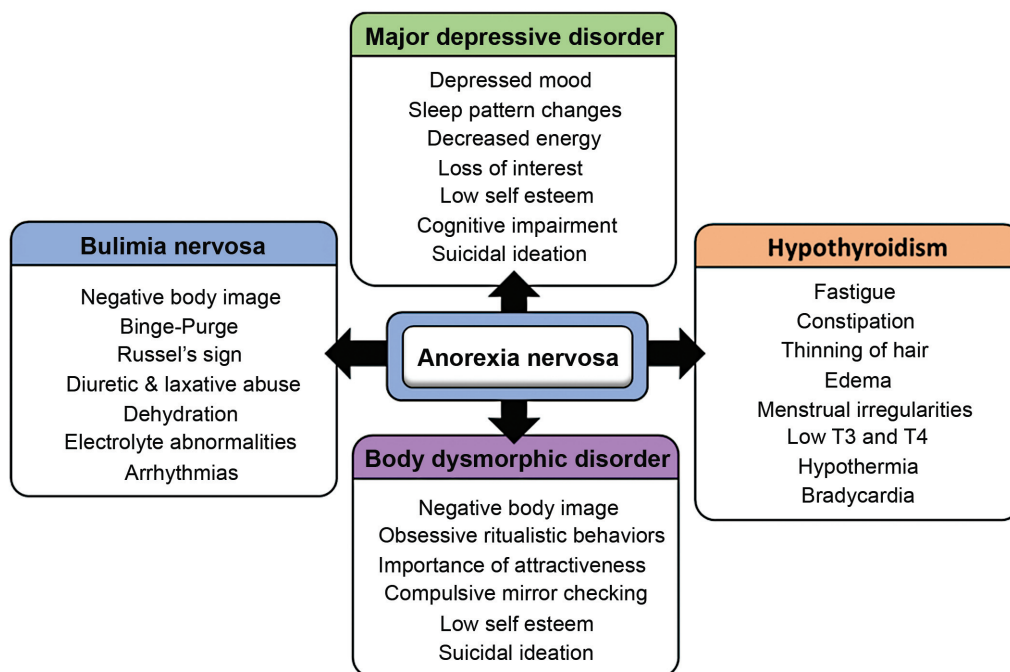 Major depressive disorder
Depressed mood
Sleep pattern changes
Decreased energy
Loss of interest
Low self esteem
Cognitive impairment
Suicidal ideation
Bulimia nervosa
Negative body image
Binge-Purge
Russel’s sign
Diuretic & laxative abuse
Dehydration
Electrolyte abnormalities
Arrhythmias
Anorexia nervosa
Hypothyroidism
Fastigue
Constipation
Thinning of hair
Edema
Menstrual irregularities
Low T3 and T4
Hypothermia
Bradycardia
Body dysmorphic disorder
Negative body image
Obsessive ritualistic behaviors
Importance of attractiveness
Compulsive mirror checking
Low self esteem
Suicidal ideation